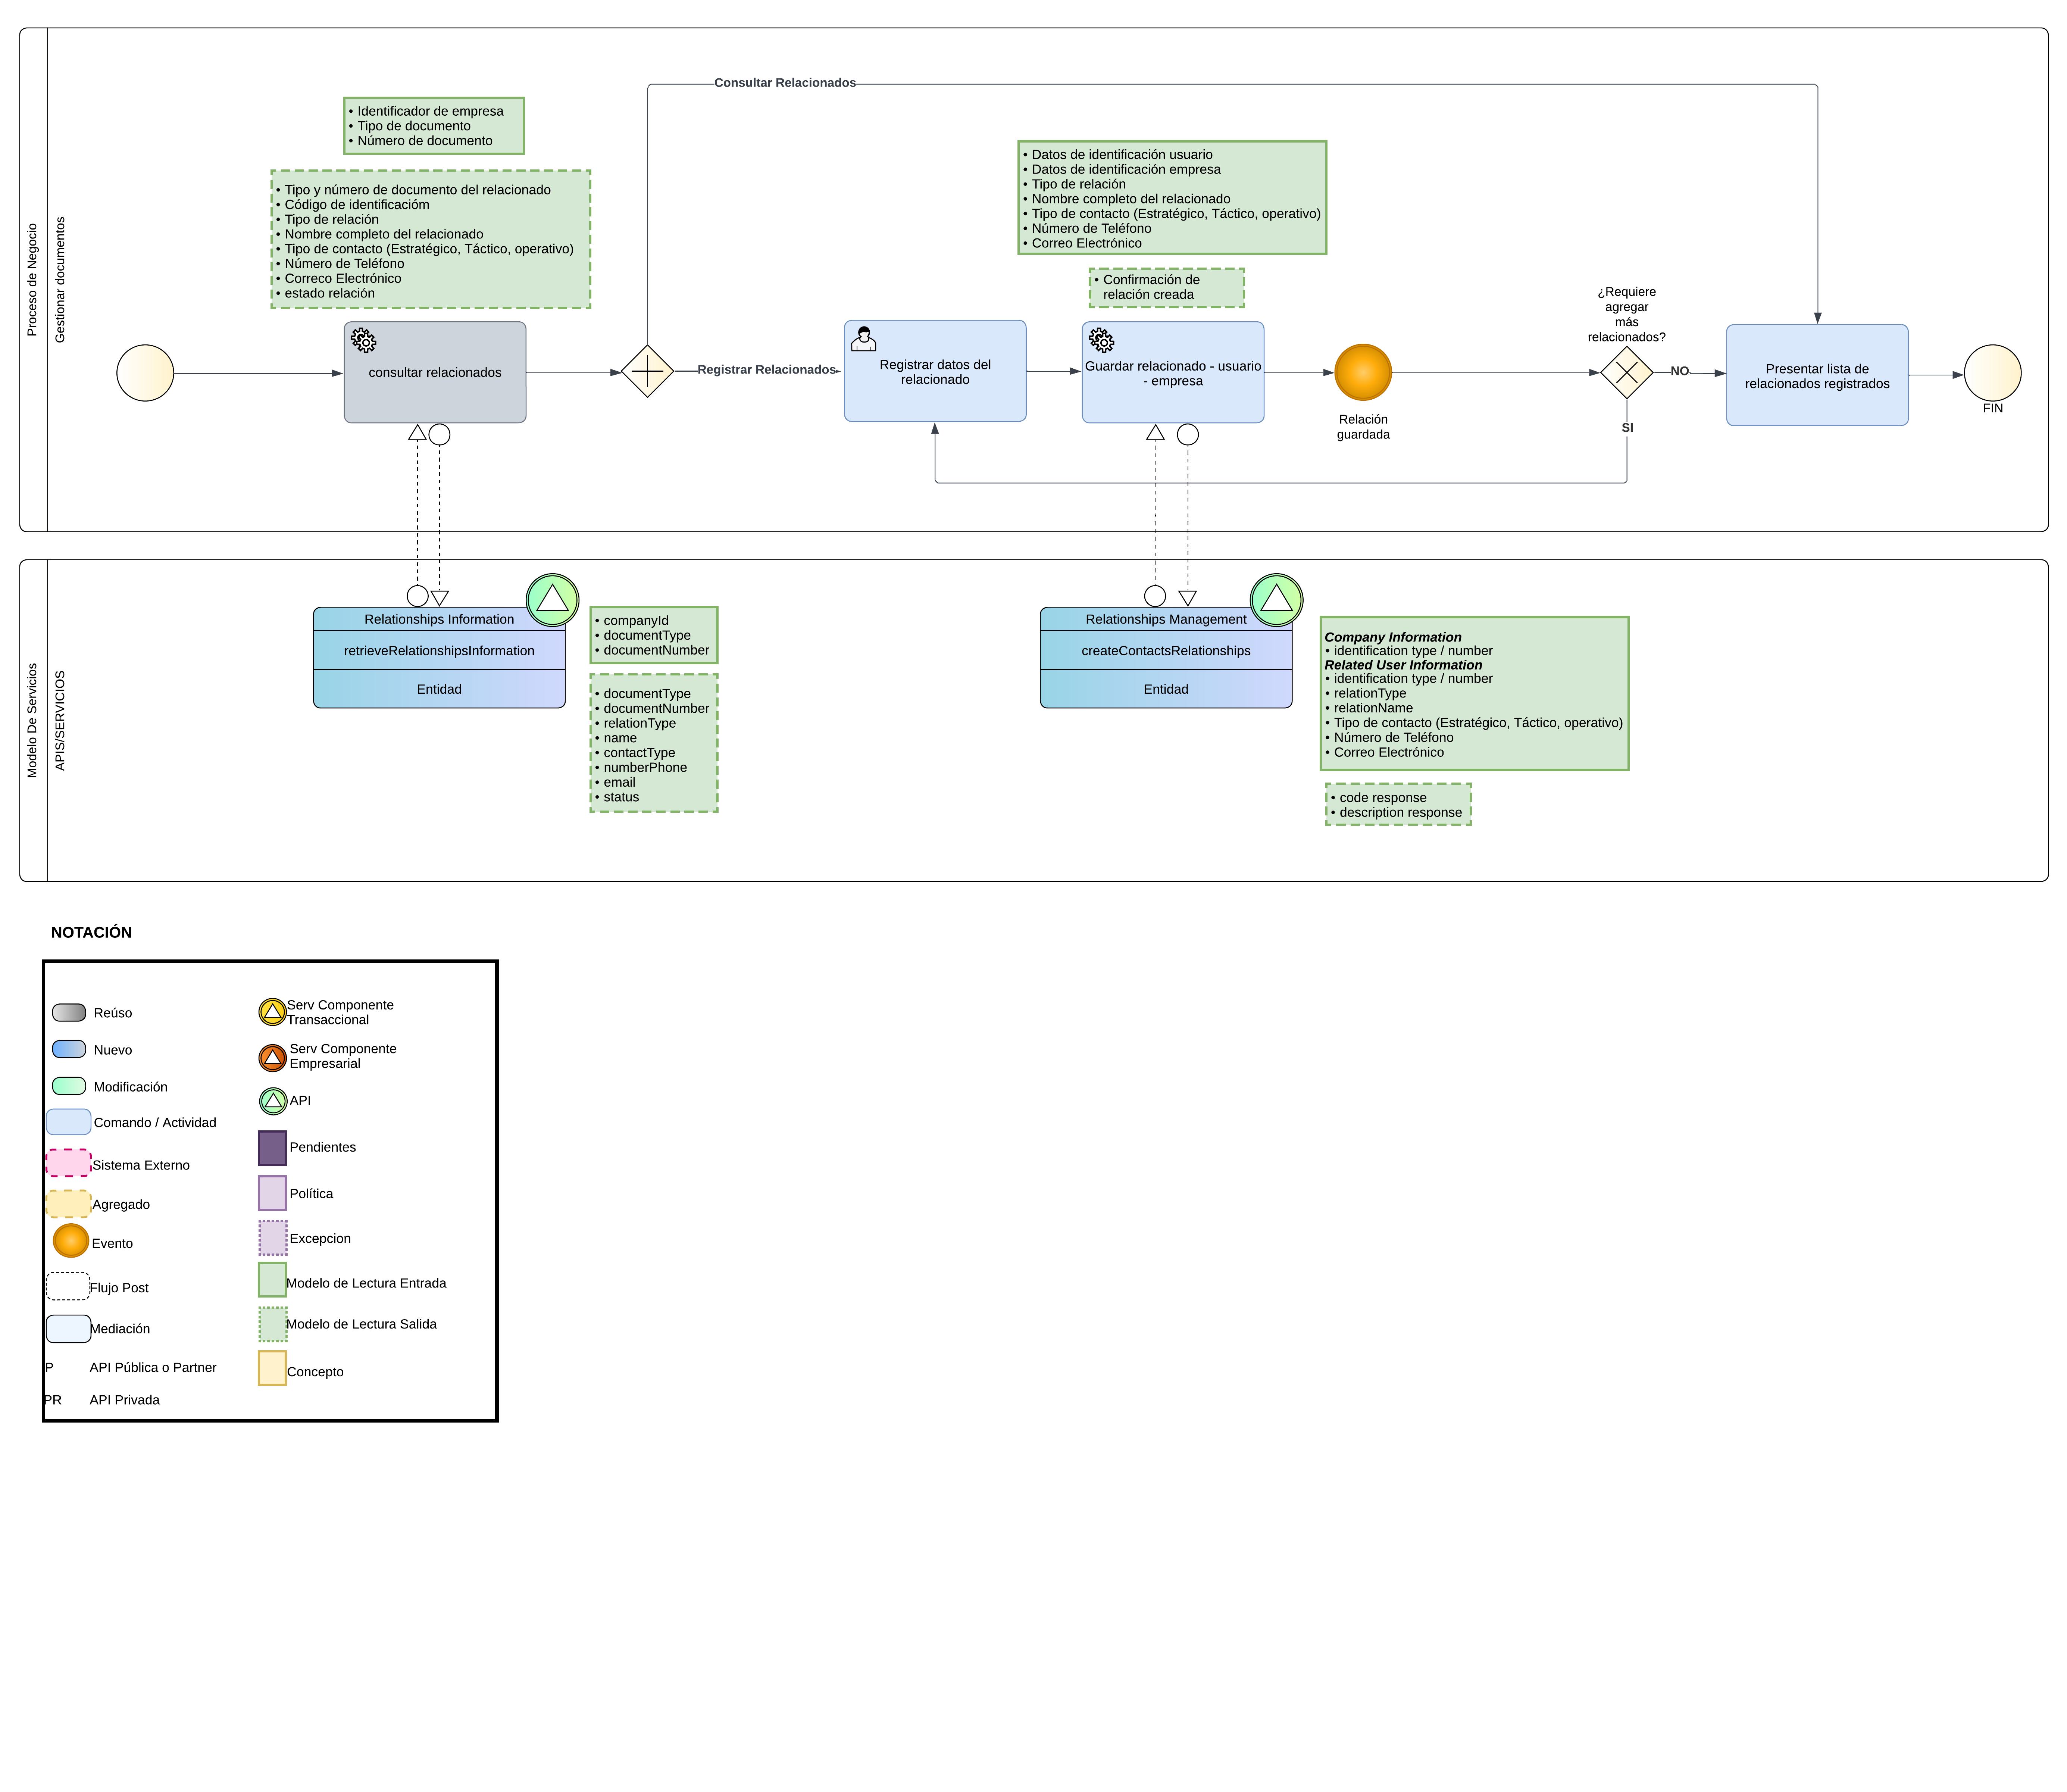 Proceso de Negocio
Gestionar documentos
Consultar Relacionados
• Identificador de empresa
• Tipo de documento
• Número de documento
• Tipo y número de documento del relacionado
• Código de identificacióm
• Tipo de relación
• Nombre completo del relacionado
• Tipo de contacto (Estratégico, Táctico, operativo)
• Número de Teléfono
• Correco Electrónico
• estado relación
• Datos de identificación usuario
• Datos de identificación empresa
• Tipo de relación
• Nombre completo del relacionado
• Tipo de contacto (Estratégico, Táctico, operativo)
• Número de Teléfono
• Correo Electrónico
• Confirmación de
relación creada
consultar relacionados
Registrar Relacionados
Registrar datos del
relacionado
Guardar relacionado - usuario
- empresa
Relación
guardada
¿Requiere
agregar
más
relacionados?
NO
SI
Presentar lista de
relacionados registrados
FIN
Modelo De Servicios
APIS/SERVICIOS
Relationships Information
retrieveRelationshipsInformation
Entidad
• companyId
• documentType
• documentNumber
• documentType
• documentNumber
• relationType
• name
• contactType
• numberPhone
• email
• status
Relationships Management
createContactsRelationships
Entidad
Company Information
• identification type / number
Related User Information
• identification type / number
• relationType
• relationName
• Tipo de contacto (Estratégico, Táctico, operativo)
• Número de Teléfono
• Correo Electrónico
• code response
• description response
NOTACIÓN
Reúso
Nuevo
Modificación
Comando / Actividad
Sistema Externo
Agregado
Evento
Flujo Post
Mediación
P API Pública o Partner
PR API Privada
Serv Componente
Transaccional
Serv Componente
Empresarial
API
Pendientes
Política
Excepcion
Modelo de Lectura Entrada
Modelo de Lectura Salida
Concepto